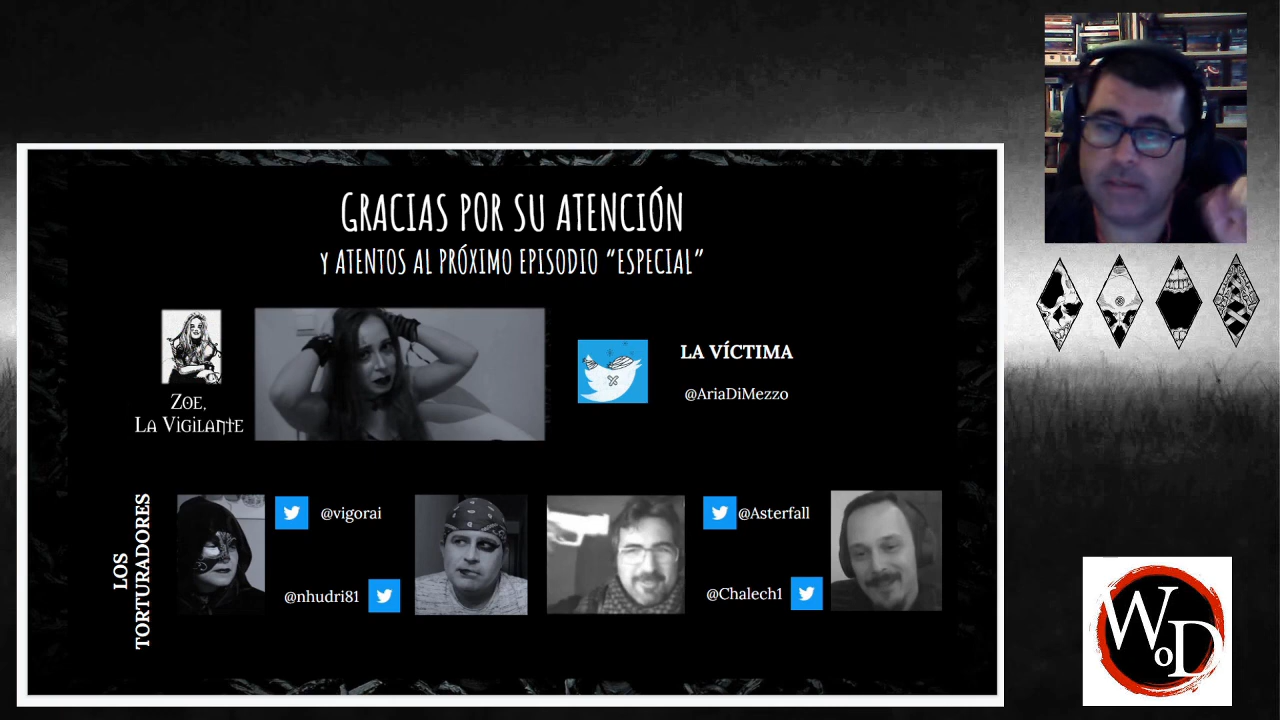 GRACIAS POR SU ATENCIÓN
y ATENTOS AL PRÓXIMO EPISODIO “ESPECIAL”
ZOE,
LA VIGILANTE
LA VÍCTIMA
@AriaDiMezzo
LOS
TORTURADORES
@vigorai
@nhudri81
@Asterfall
@Chalech1
WoD